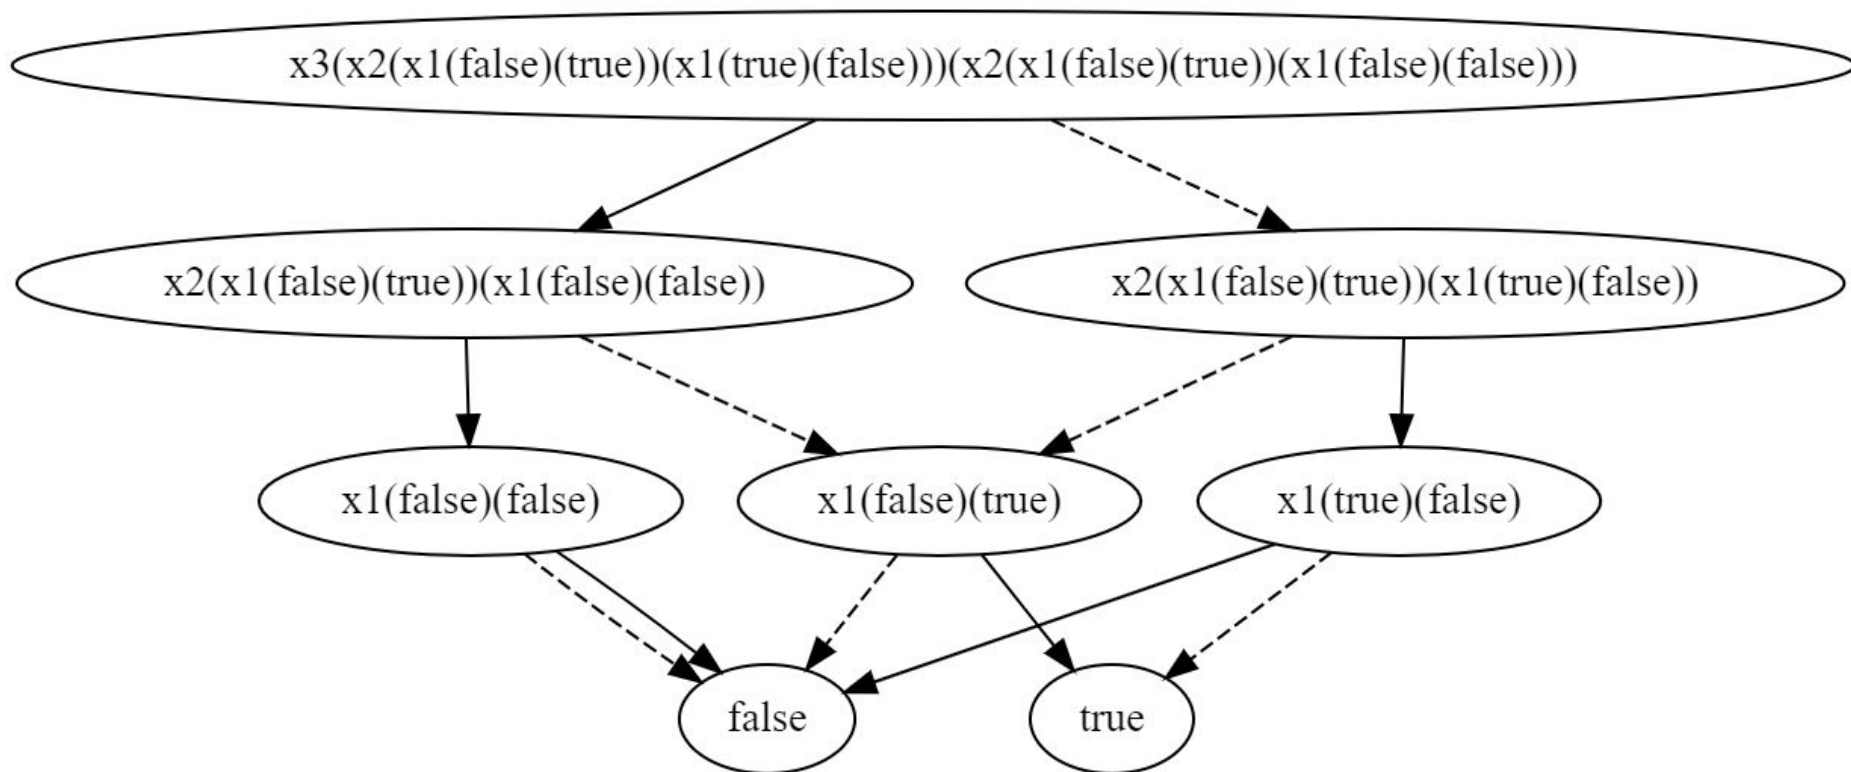 x3(x2(x1(false)(true))(x1(true)(false)))(x2(x1(false)(true))(x1(false)(false)))
x2(x1(false)(true))(x1(false)(false))
x2(x1(false)(true))(x1(true)(false))
x1(false)(false)
x1(false)(true)
x1(true)(false)
false
true